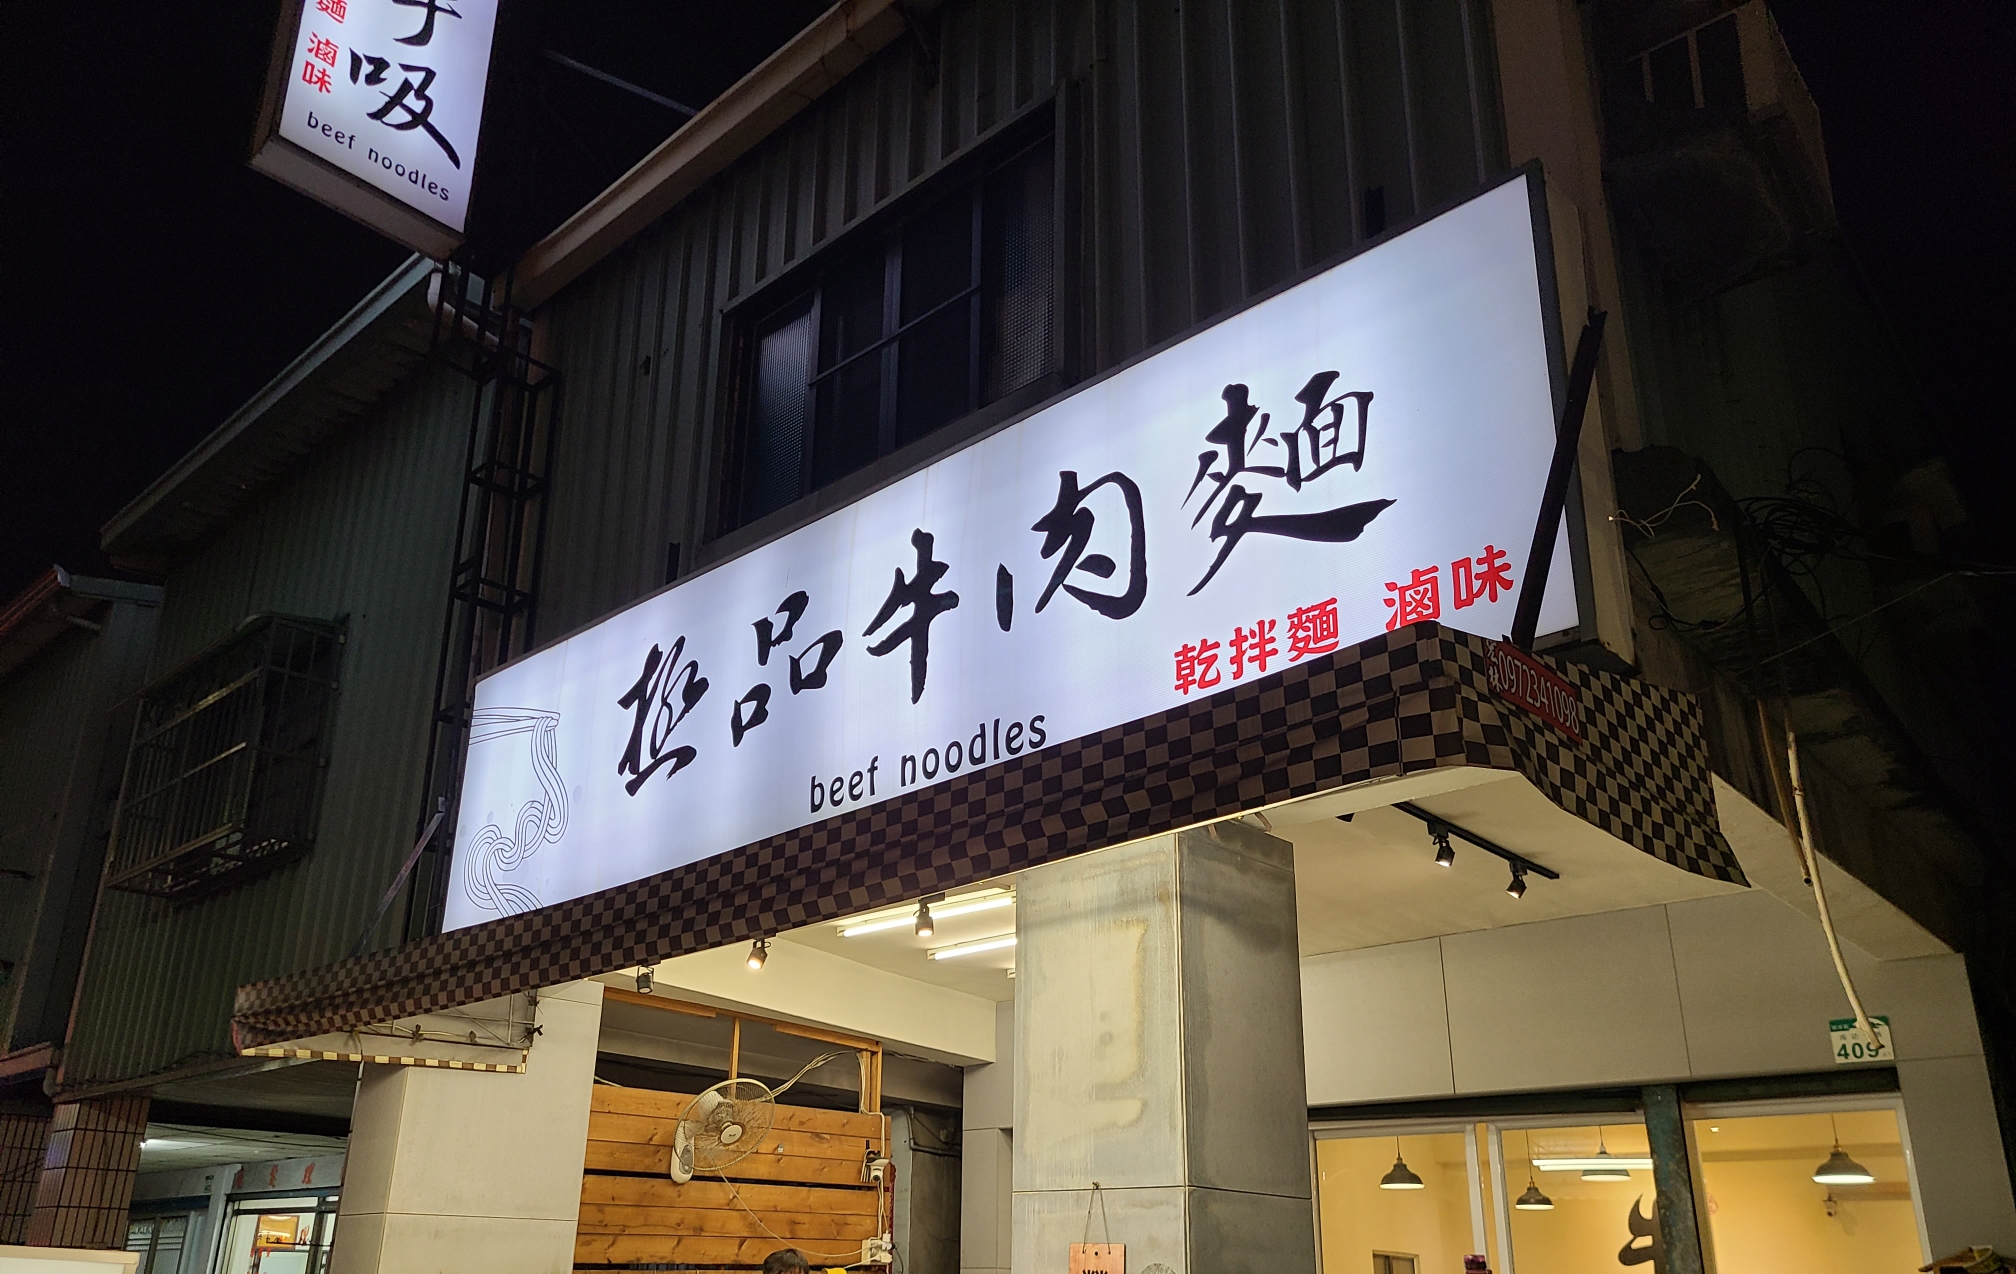 麵 滷味
吸
beef noodles
極品牛肉麵
beef noodles
乾拌麵 滷味
0972341098
409